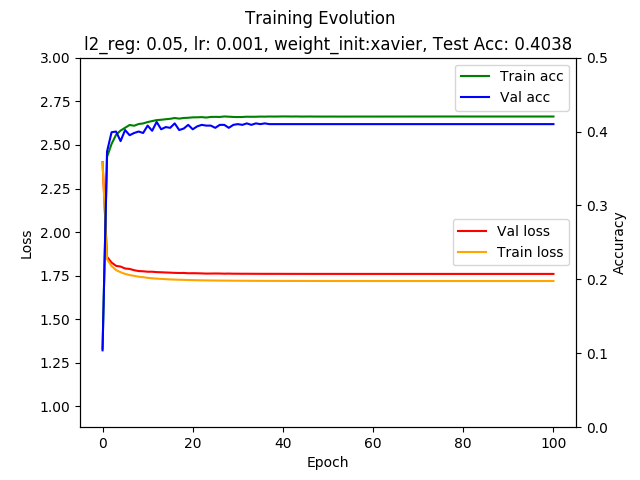 Training Evolution
l2_reg: 0.05, lr: 0.001, weight_init:xavier, Test Acc: 0.4038
3.00
2.75
2.50
2.25
2.00
1.75
1.50
1.25
1.00
Loss
Train acc
Val acc
Val loss
Train loss
0.5
0.4
0.3
0.2
0.1
0.0
Accuracy
0
20
40
60
80
100
Epoch